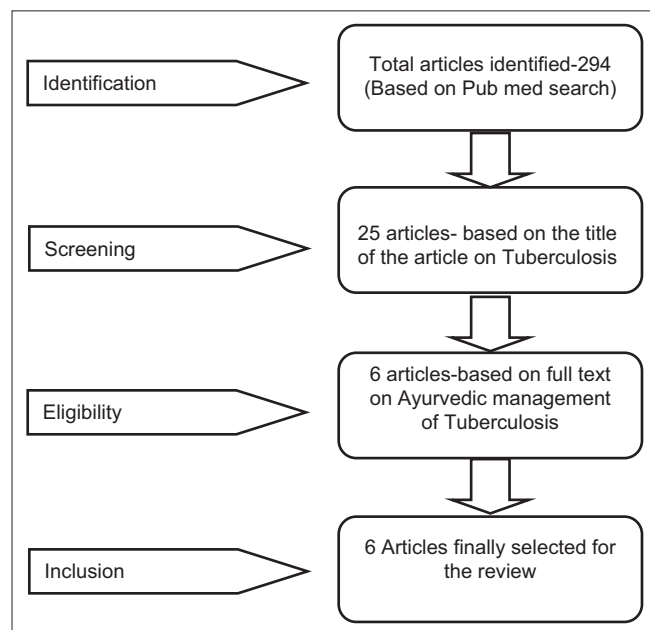 Identification
Total articles identified-294
(Based on Pub med search)
Screening
25 articles- based on the title
of the article on Tuberculosis
Eligibility
6 articles-based on full text
on Ayurvedic management
of Tuberculosis
Inclusion
6 Articles finally selected for
the review